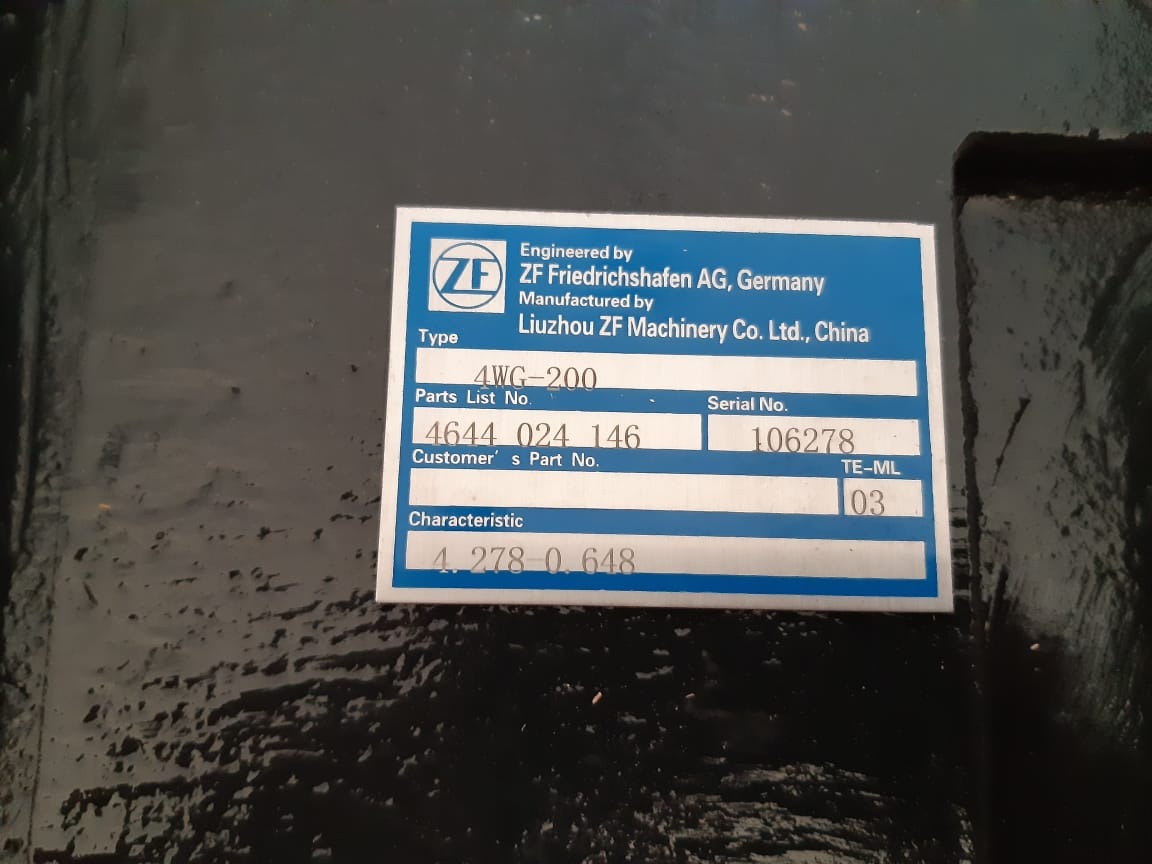 ZF
Engineered by
ZF Friedrichshafen AG, Germany
Manufactured by
Liuzhou ZF Machinery Co. Ltd., China
Type
4WG-200
Parts List No.
Serial No.
4644 024 146
106278
Customer's Part No.
TE-ML
03
Characteristic
4.278-0.648